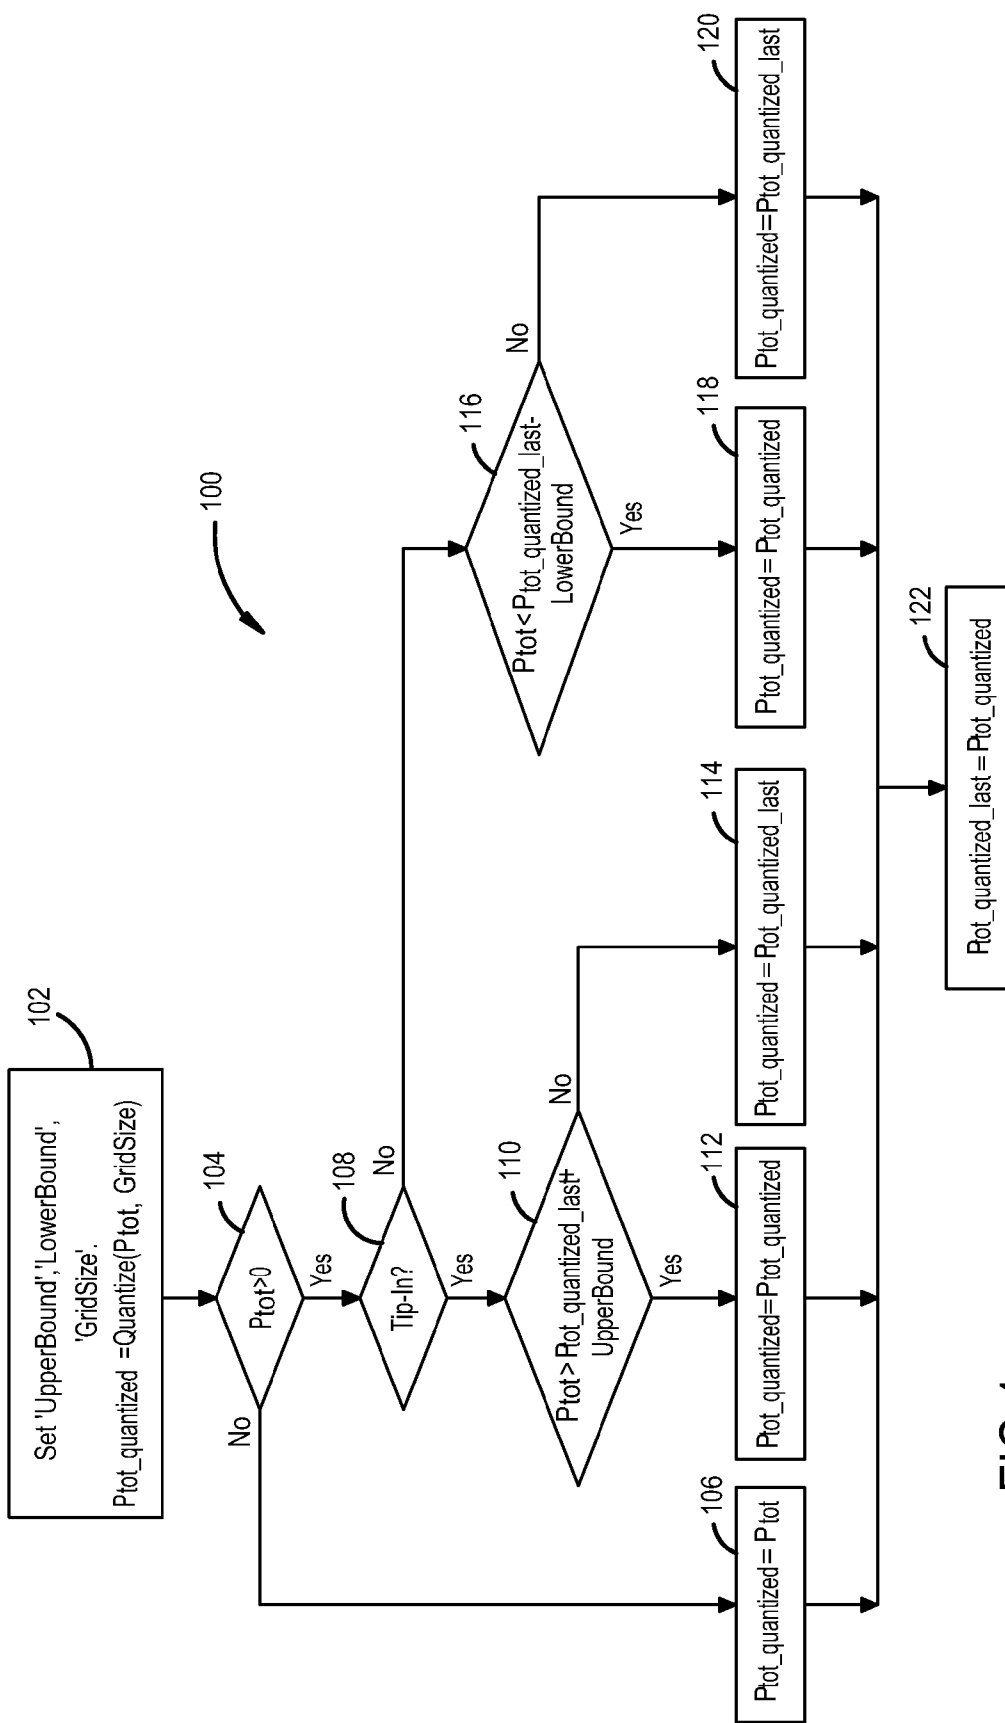 102
Set 'UpperBound','LowerBound',
'GridSize'.
Ptot_quantized =Quantize(Ptot, GridSize)
100
104
Ptot>0
No
Yes
106
Ptot_quantized= Ptot
108
Tip-In?
No
Yes
110
Ptot> Ptot_quantized_last+
UpperBound
No
Yes
112
Ptot_quantized=Ptot_quantized
114
Ptot_quantized = Ptot_quantized_last
116
Ptot< Ptot_quantized_last-
LowerBound
No
Yes
118
Ptot_quantized= Ptot_quantized
120
Ptot_quantized=Ptot_quantized_last
122
Ptot_quantized_last = Ptot_quantized